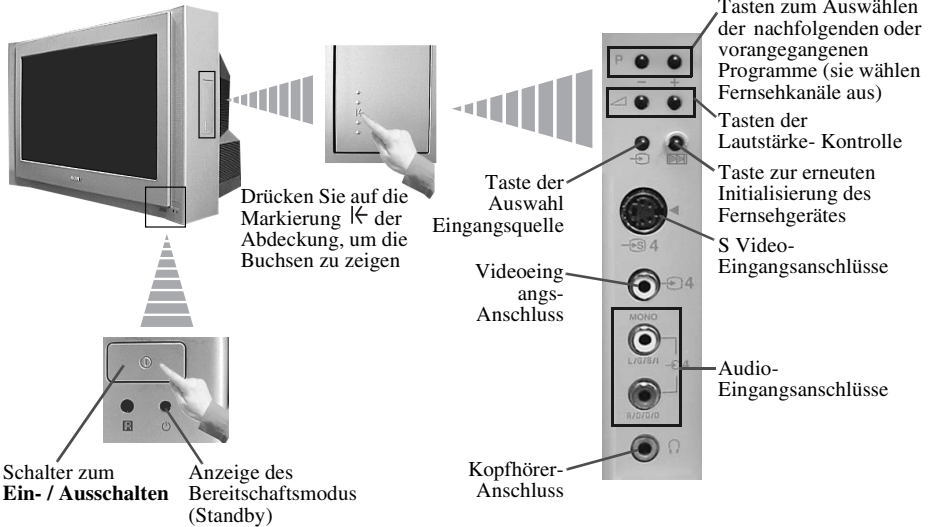 Tasten zum Auswählen
der nachfolgenden oder
vorangegangenen
Programme (sie wählen
Fernsehkanäle aus)
Tasten der
Lautstärke- Kontrolle
Taste zur erneuten
Initialisierung des
Fernsehgerätes
S Video-
Eingangsanschlüsse
Audio-
Eingangsanschlüsse
Taste der
Auswahl
Eingangsquelle
Videoeing
angs-
Anschluss
Kopfhörer-
Anschluss
Drücken Sie auf die
Markierung der
Abdeckung, um die
Buchsen zu zeigen
Schalter zum
Ein- / Ausschalten
Anzeige des
Bereitschaftsmodus
(Standby)
SONY
P
- +
S 4
4
MONO
L/G/S/I
4
R/D/D/D
R